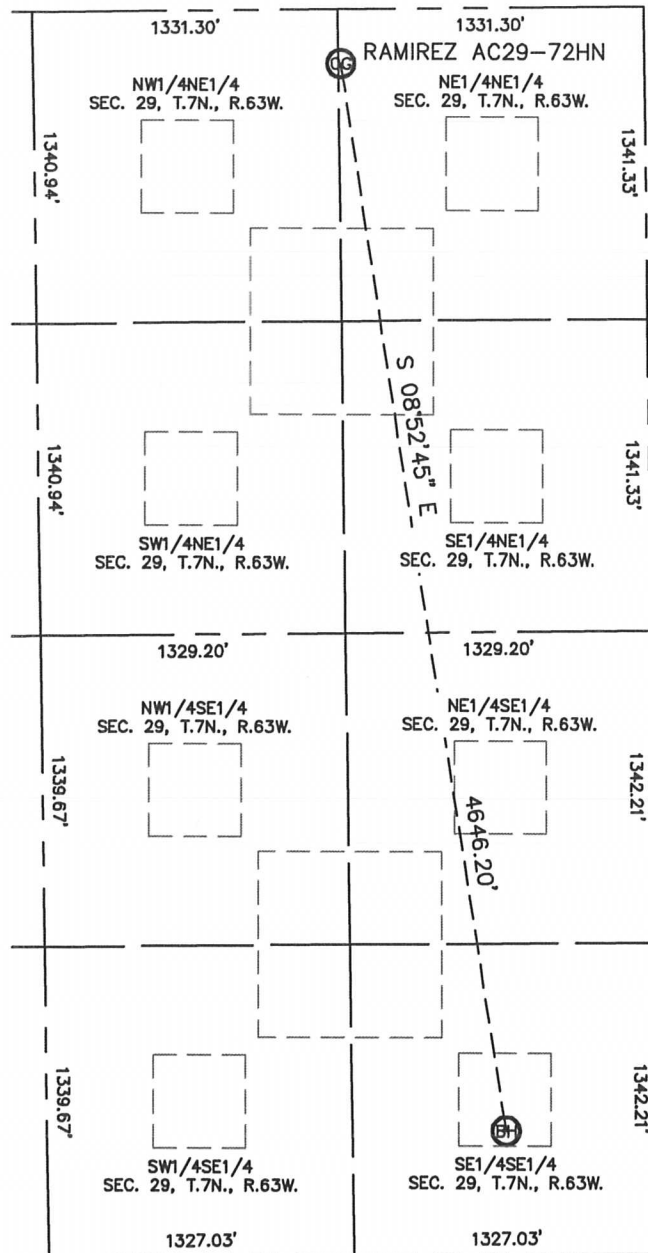 1331.30'
1331.30'
OG
RAMIREZ AC29-72HN
NW1/4NE1/4
SEC. 29, T.7N., R.63W.
NE1/4NE1/4
SEC. 29, T.7N., R.63W.
1340.94'
1341.33'
S 08°52'45" E
1340.94'
1341.33'
SW1/4NE1/4
SEC. 29, T.7N., R.63W.
SE1/4NE1/4
SEC. 29, T.7N., R.63W.
1329.20'
1329.20'
NW1/4SE1/4
SEC. 29, T.7N., R.63W.
NE1/4SE1/4
SEC. 29, T.7N., R.63W.
1339.67'
1342.21'
4646.20'
1339.67'
1342.21'
BH
SW1/4SE1/4
SEC. 29, T.7N., R.63W.
SE1/4SE1/4
SEC. 29, T.7N., R.63W.
1327.03'
1327.03'